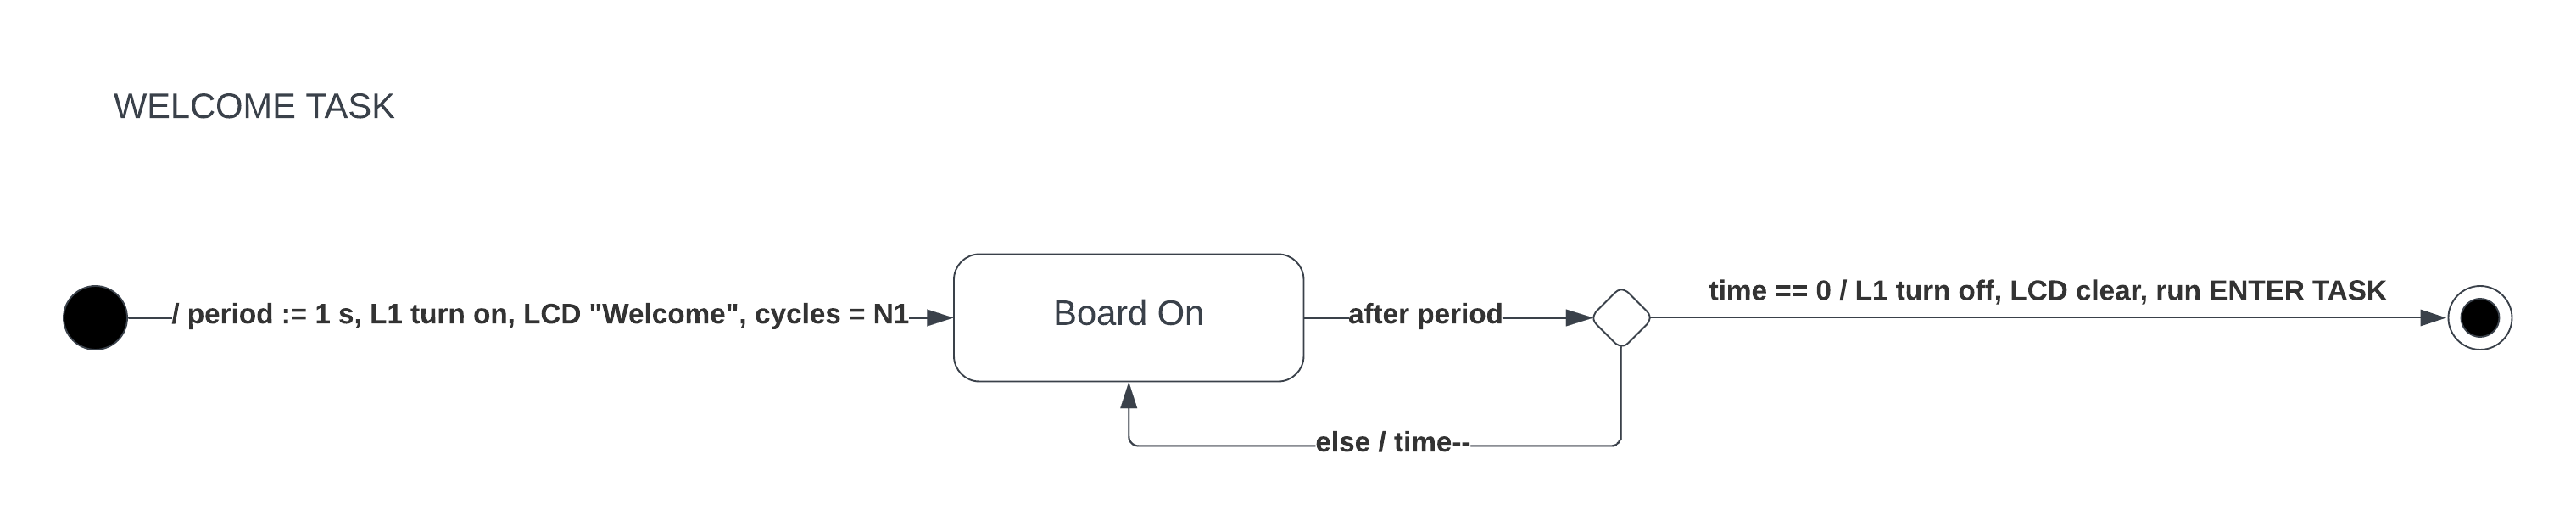 WELCOME TASK
/ period := 1 s, L1 turn on, LCD "Welcome", cycles = N1
Board On
after period
time == 0 / L1 turn off, LCD clear, run ENTER TASK
else / time--